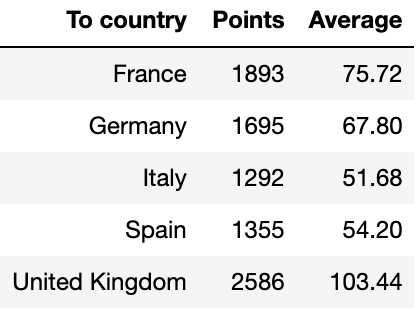 To country Points Average
France 1893 75.72
Germany 1695 67.80
Italy 1292 51.68
Spain 1355 54.20
United Kingdom 2586 103.44